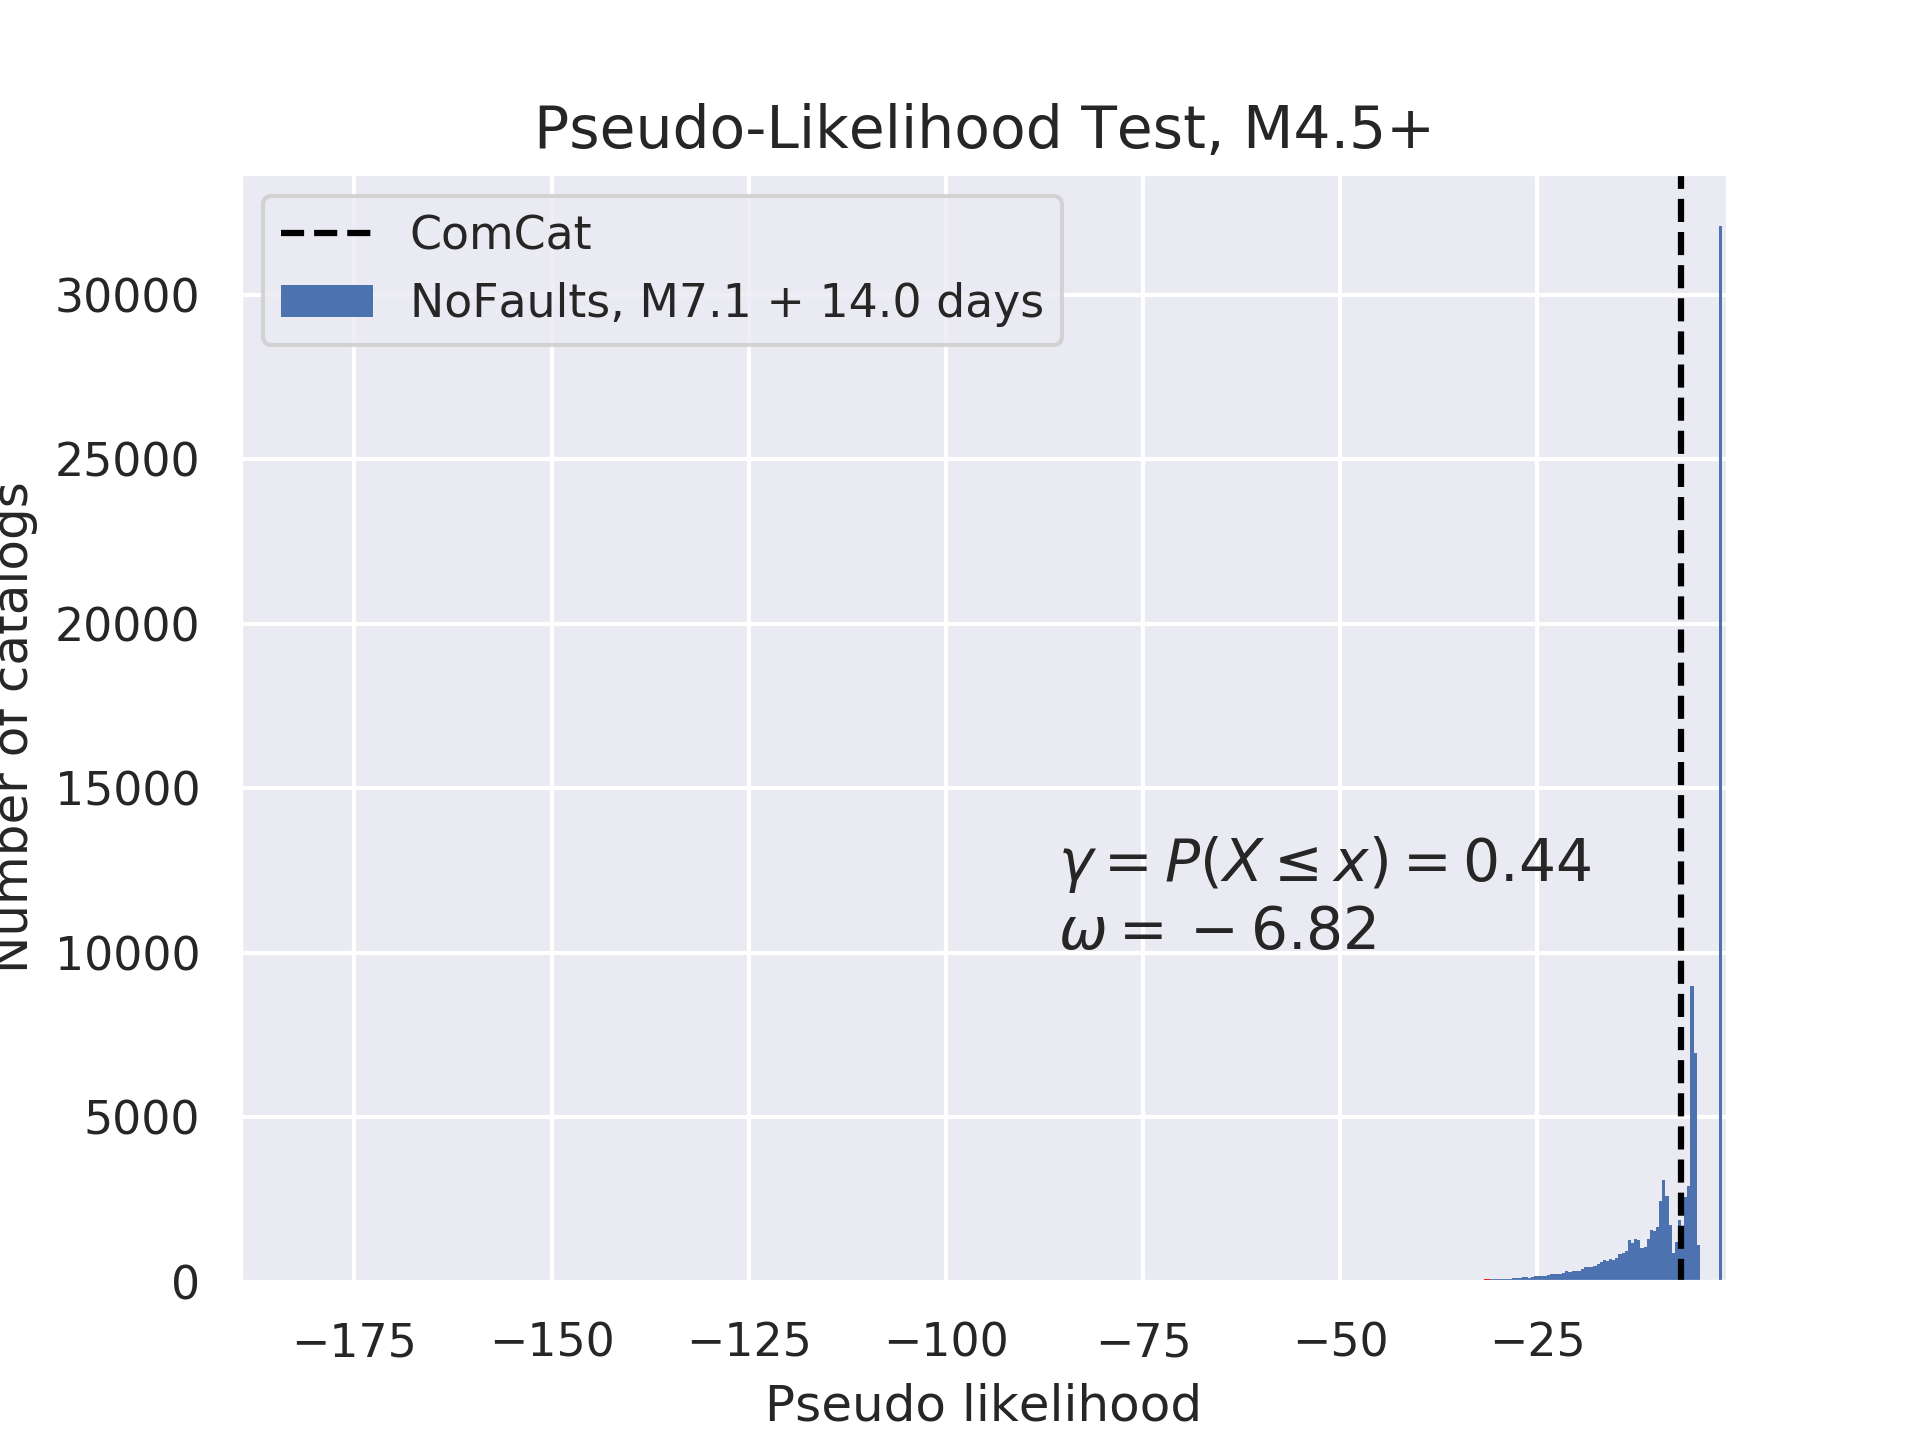 Pseudo-Likelihood Test, M4.5+
ComCat
NoFaults, M7.1 + 14.0 days
30000
25000
20000
15000
10000
5000
0
Number of catalogs
γ = P(X ≤ x) = 0.44
ω = − 6.82
−175 −150 −125 −100 −75 −50 −25
Pseudo likelihood